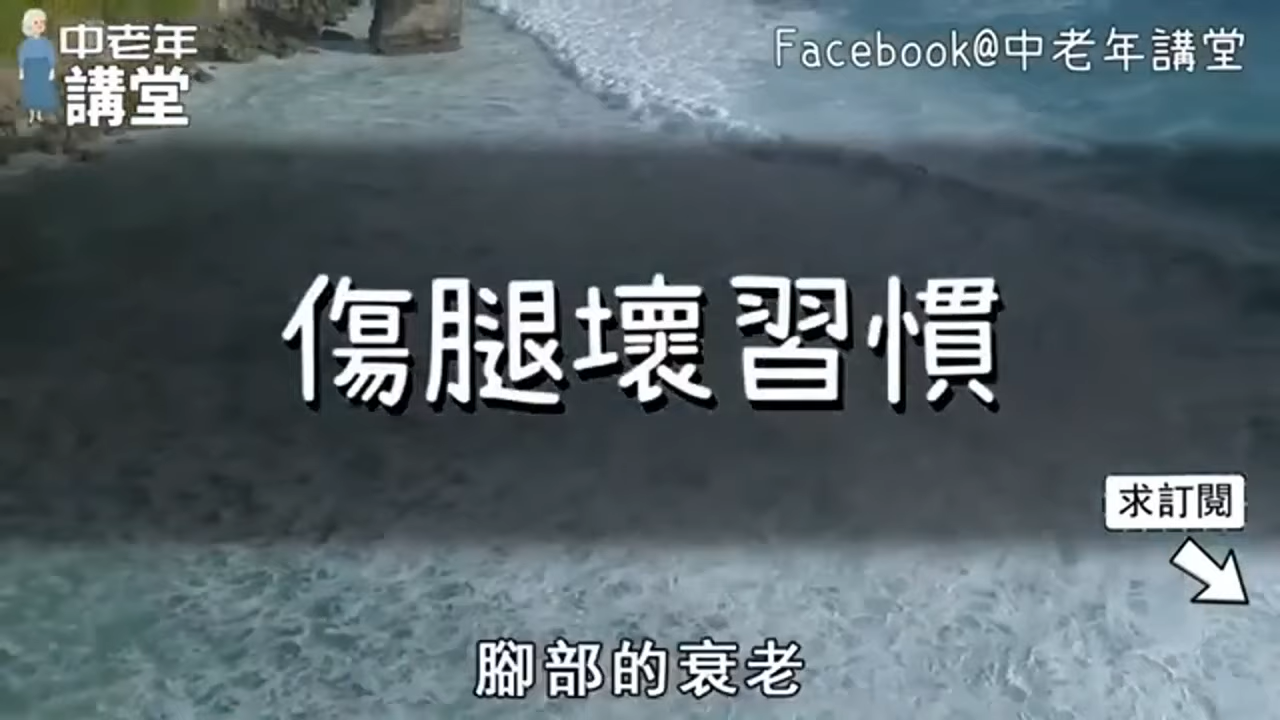 中老年
講堂
Facebook@中老年講堂
傷腿壞習慣
求訂閱
腳部的衰老